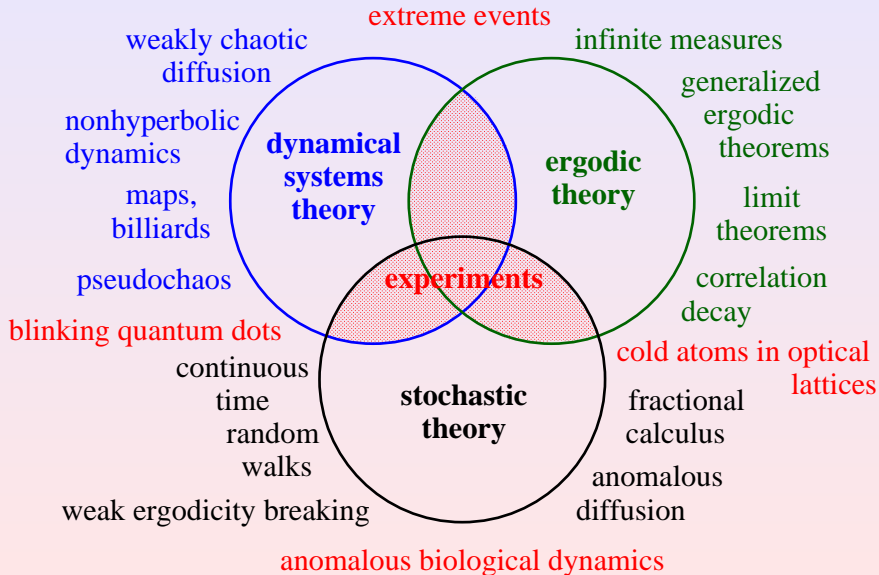 extreme events
weakly chaotic
diffusion
infinite measures
nonhyperbolic
dynamics
generalized
ergodic
theorems
dynamical
systems
theory
ergodic
theory
maps,
billiards
limit
theorems
pseudochaos
experiments
correlation
decay
blinking quantum dots
cold atoms in optical
lattices
continuous
time
random
walks
stochastic
theory
fractional
calculus
weak ergodicity breaking
anomalous
diffusion
anomalous biological dynamics